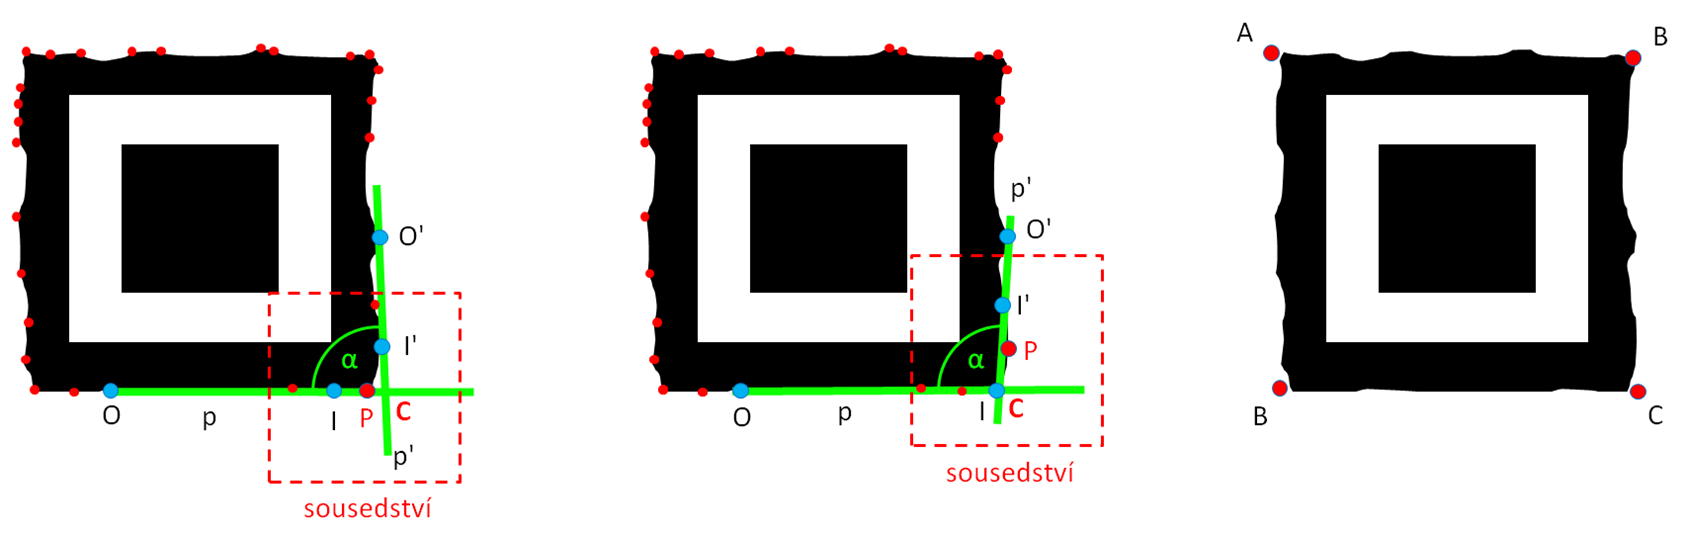 O'
I'
α
O
p
I
P
C
p'
sousedství
p'
O'
I'
α
P
O
p
I
C
sousedství
A
B
B
C